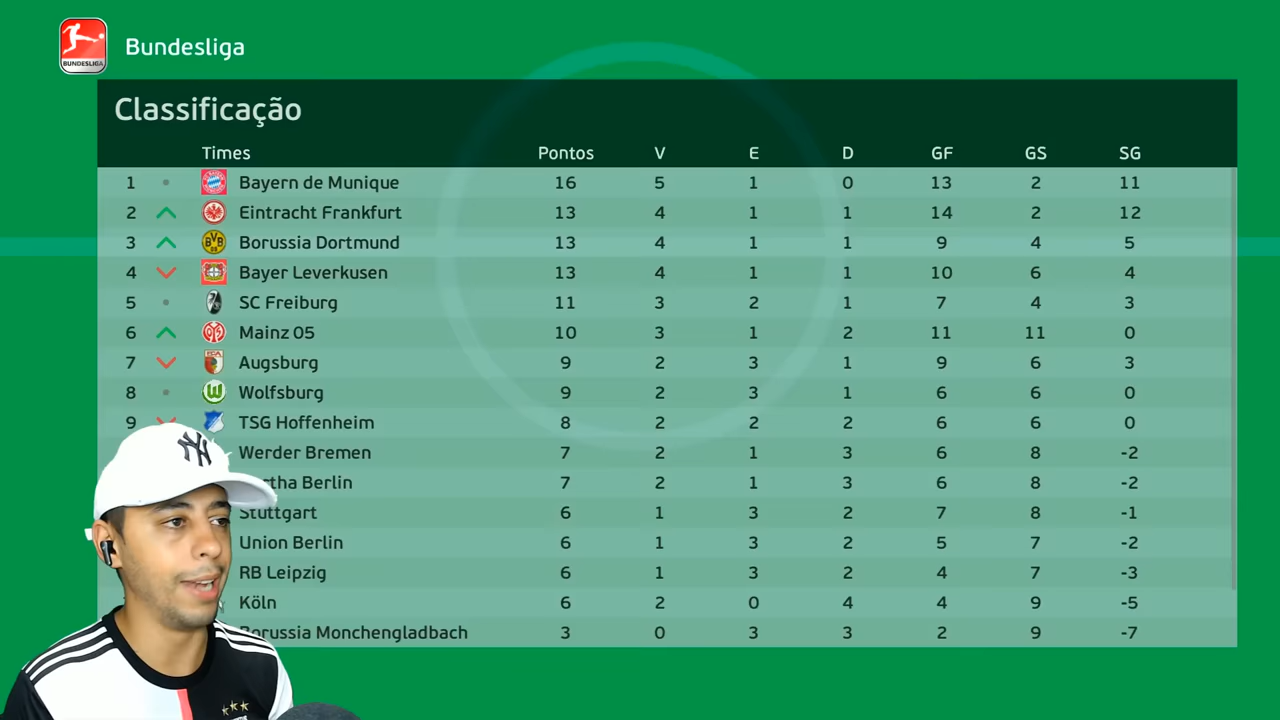 BUNDESLIGA
Bundesliga
Classificação
Times Pontos V E D GF GS SG
1 Bayern de Munique 16 5 1 0 13 2 11
2 Eintracht Frankfurt 13 4 1 1 14 2 12
3 Borussia Dortmund 13 4 1 1 9 4 5
4 Bayer Leverkusen 13 4 1 1 10 6 4
5 SC Freiburg 11 3 2 1 7 4 3
6 Mainz 05 10 3 1 2 11 11 0
7 Augsburg 9 2 3 1 9 6 3
8 Wolfsburg 9 2 3 1 6 6 0
9 TSG Hoffenheim 8 2 2 2 6 6 0
Werder Bremen 7 2 1 3 6 8 -2
Berlin 7 2 1 3 6 8 -2
Stuttgart 6 1 3 2 7 8 -1
Union Berlin 6 1 3 2 5 7 -2
RB Leipzig 6 1 3 2 4 7 -3
Köln 6 2 0 4 4 9 -5
Borussia Monchengladbach 3 0 3 3 2 9 -7
NY